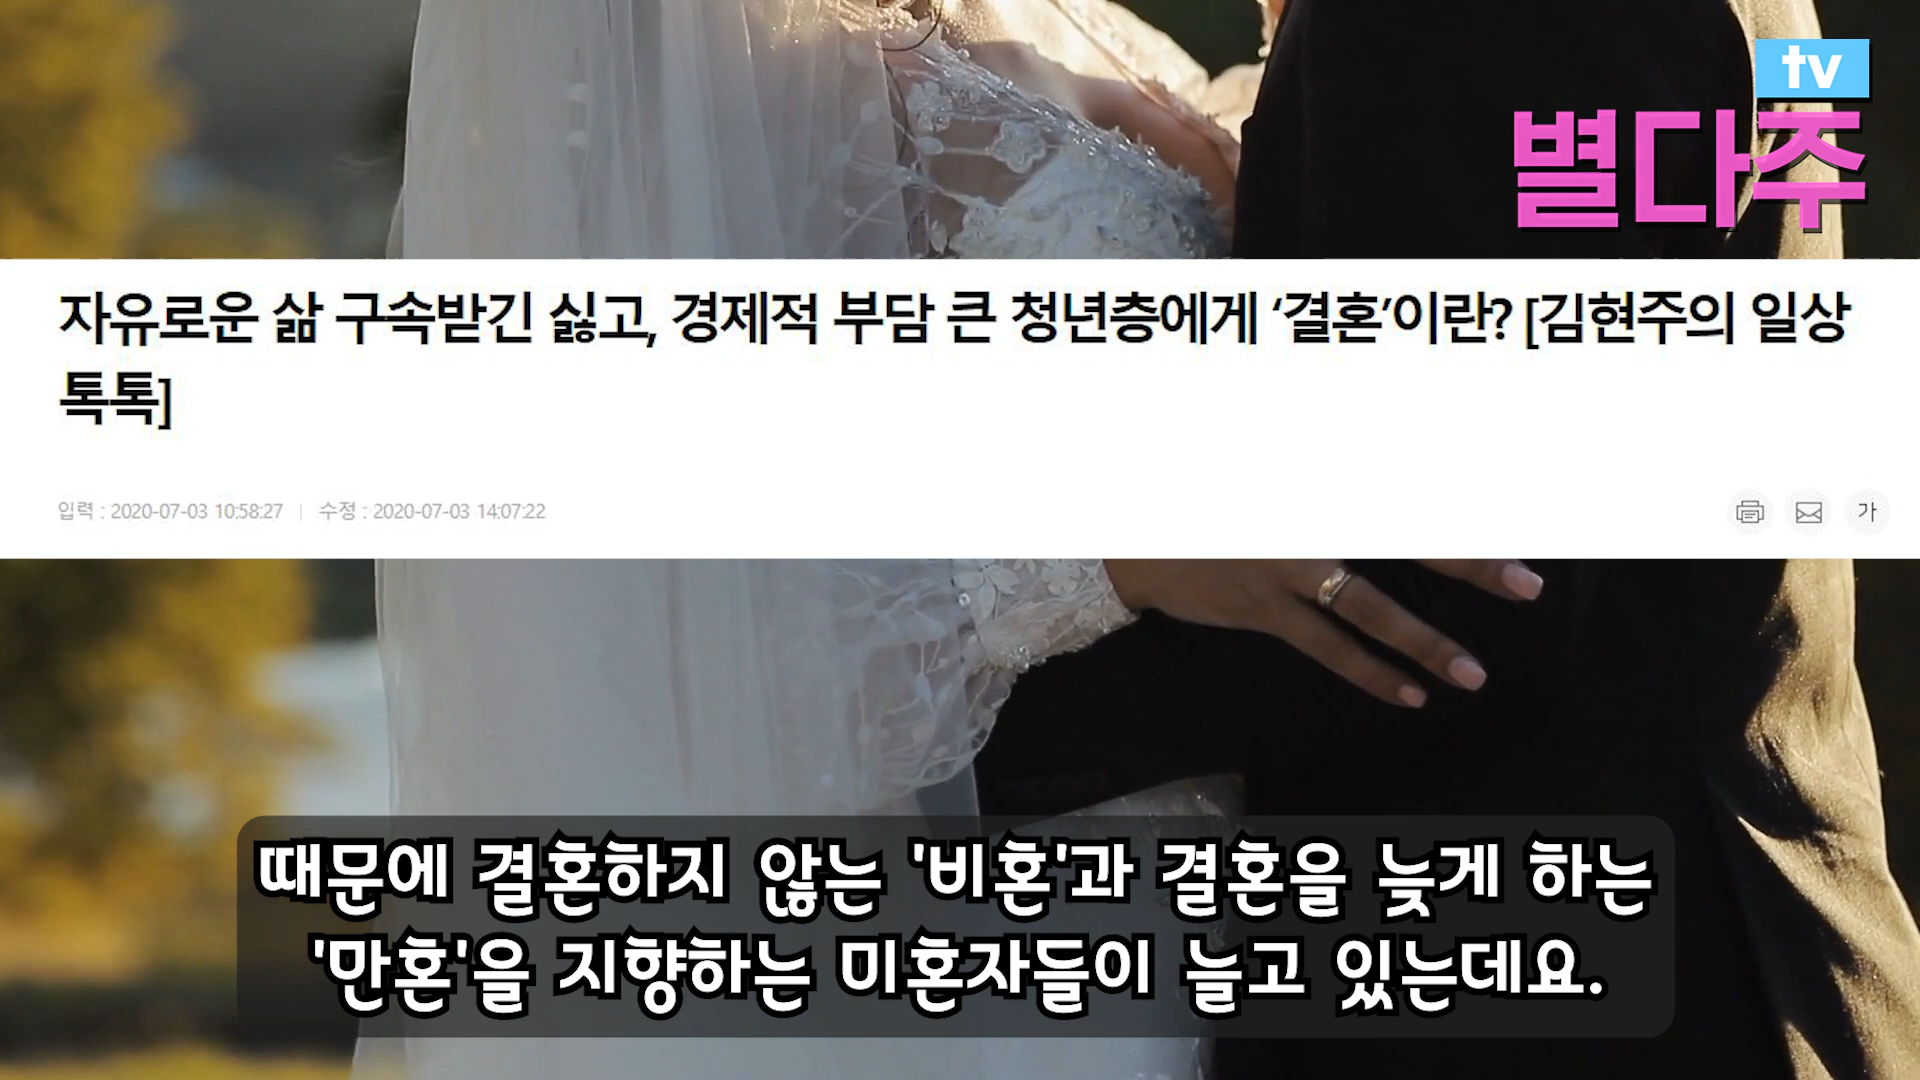 tv
별다주
자유로운 삶 구속받긴 싫고, 경제적 부담 큰 청년층에게 ‘결혼’이란? [김현주의 일상
톡톡]
입력 : 2020-07-03 10:58:27 | 수정 : 2020-07-03 14:07:22
가
때문에 결혼하지 않는 '비혼'과 결혼을 늦게 하는
'만혼'을 지향하는 미혼자들이 늘고 있는데요.